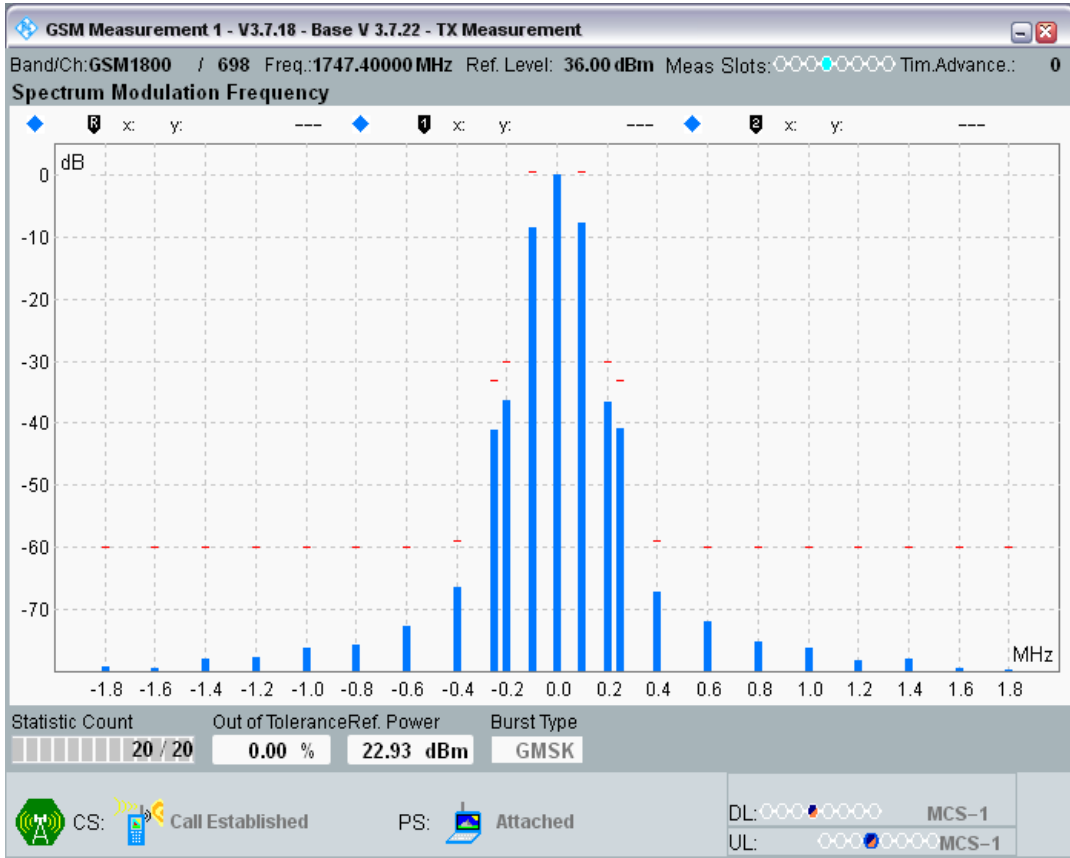 GSM Measurement 1 - V3.7.18 - Base V 3.7.22 - TX Measurement
Band/Ch:GSM1800 / 698 Freq.:1747.40000 MHz Ref. Level: 36.00 dBm Meas Slots: Tim.Advance.: 0
Spectrum Modulation Frequency
R x: y: --- 1 x: y: --- 2 x: y: ---
dB
0
-10
-20
-30
-40
-50
-60
-70
MHz
-1.8 -1.6 -1.4 -1.2 -1.0 -0.8 -0.6 -0.4 -0.2 0.0 0.2 0.4 0.6 0.8 1.0 1.2 1.4 1.6 1.8
Statistic Count Out of Tolerance Ref. Power Burst Type
20 / 20 0.00 % 22.93 dBm GMSK
CS: Call Established PS: Attached
DL: MCS-1
UL: MCS-1